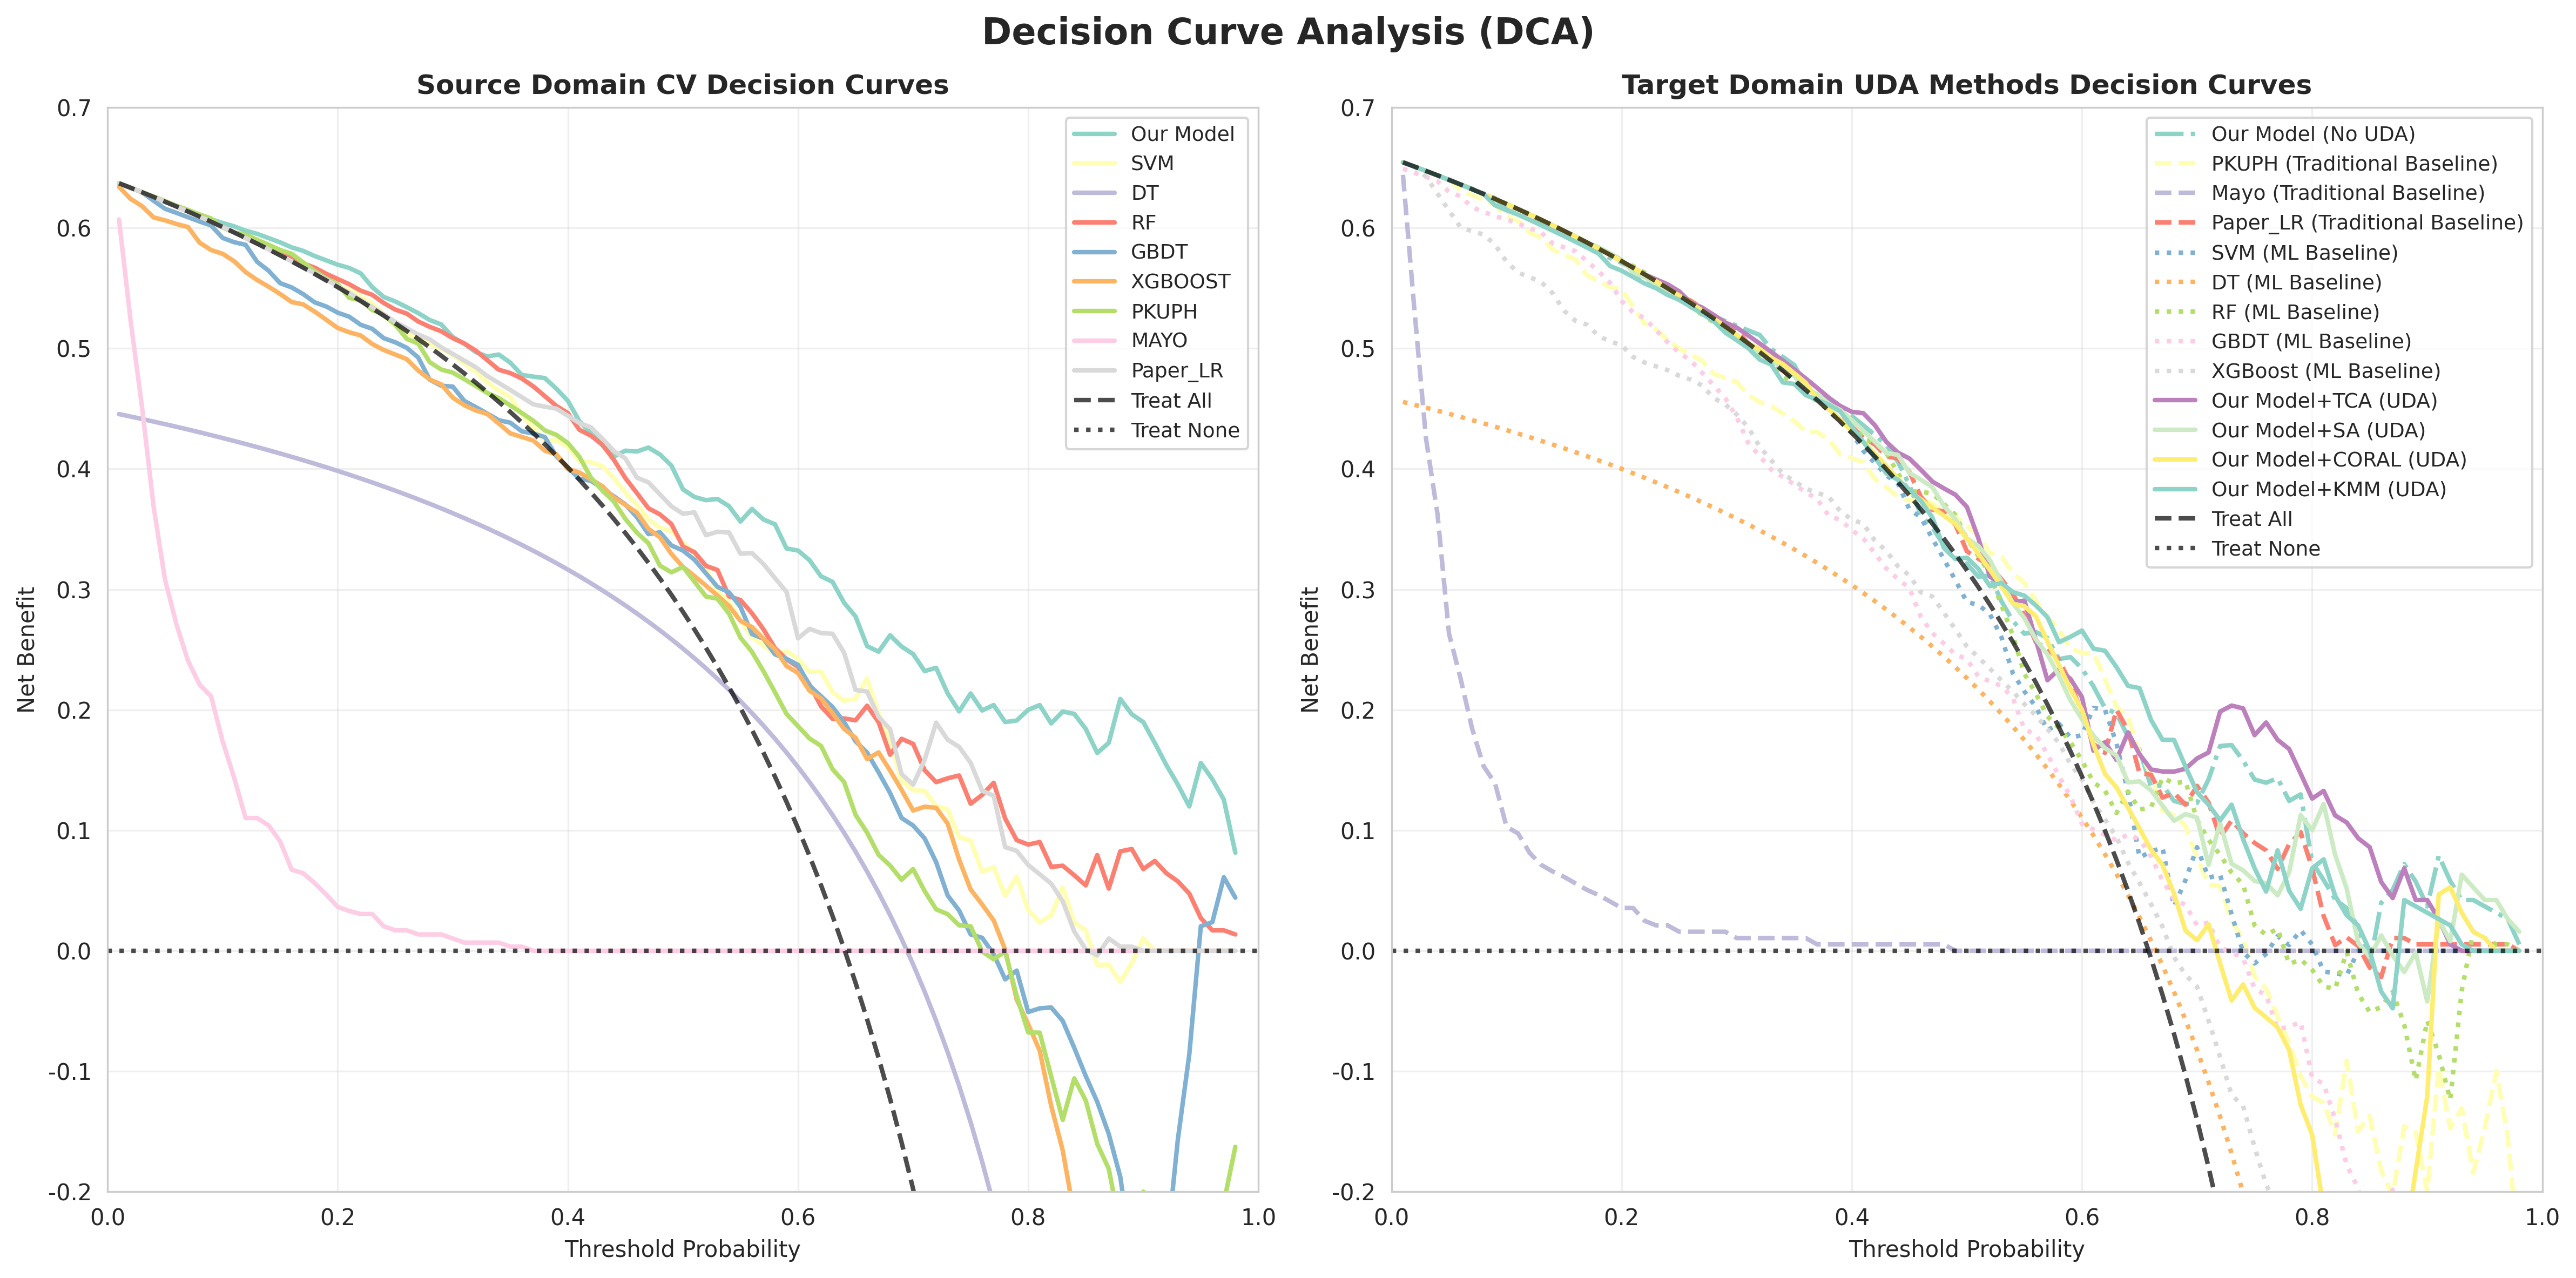 Decision Curve Analysis (DCA)
Source Domain CV Decision Curves
Net Benefit
0.7
0.6
0.5
0.4
0.3
0.2
0.1
0.0
-0.1
-0.2
Our Model
SVM
DT
RF
GBDT
XGBOOST
PKUPH
MAYO
Paper_LR
Treat All
Treat None
0.0 0.2 0.4 0.6 0.8 1.0
Threshold Probability
Target Domain UDA Methods Decision Curves
Net Benefit
0.7
0.6
0.5
0.4
0.3
0.2
0.1
0.0
-0.1
-0.2
Our Model (No UDA)
PKUPH (Traditional Baseline)
Mayo (Traditional Baseline)
Paper_LR (Traditional Baseline)
SVM (ML Baseline)
DT (ML Baseline)
RF (ML Baseline)
GBDT (ML Baseline)
XGBoost (ML Baseline)
Our Model+TCA (UDA)
Our Model+SA (UDA)
Our Model+CORAL (UDA)
Our Model+KMM (UDA)
Treat All
Treat None
0.0 0.2 0.4 0.6 0.8 1.0
Threshold Probability